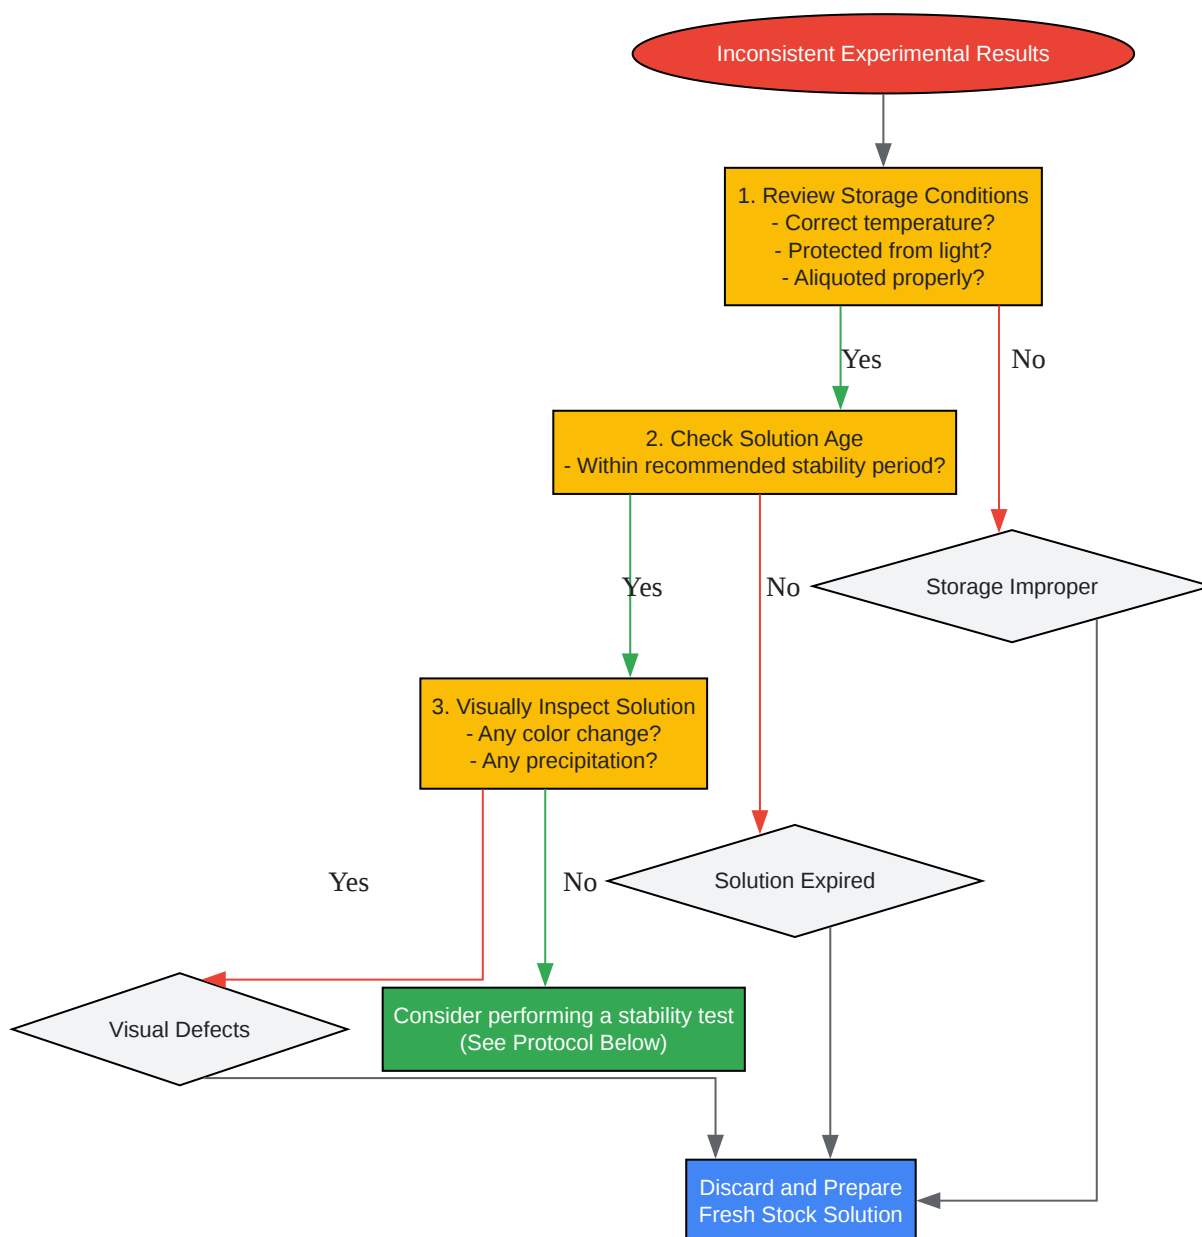 Inconsistent Experimental Results
1. Review Storage Conditions
- Correct temperature?
- Protected from light?
- Aliquoted properly?
Yes
No
2. Check Solution Age
- Within recommended stability period?
Yes
No
Storage Improper
3. Visually Inspect Solution
- Any color change?
- Any precipitation?
Yes
No
Solution Expired
Visual Defects
Consider performing a stability test
(See Protocol Below)
Discard and Prepare
Fresh Stock Solution